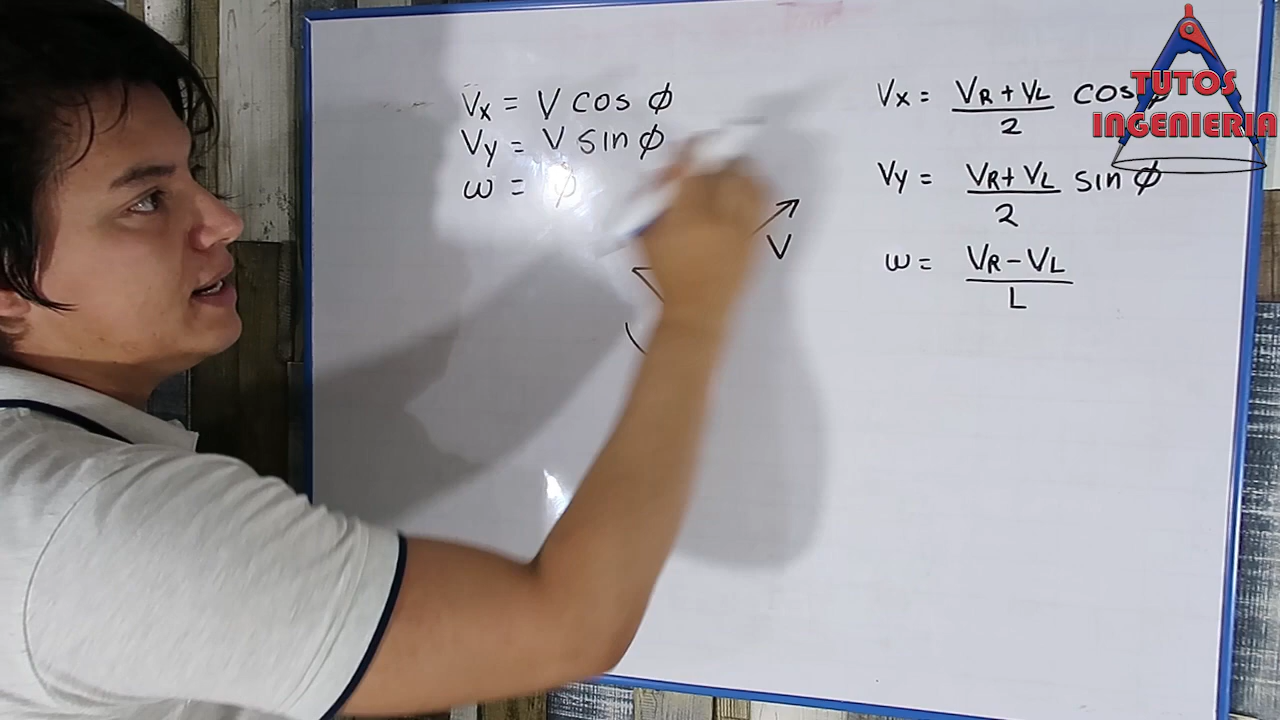 Vx = V cos ϕ
Vy = V sin ϕ
ω = ϕ
V
Vx = (VR + VL)/2 cos ϕ
Vy = (VR + VL)/2 sin ϕ
ω = (VR - VL)/L
TUTOS
INGENIERIA